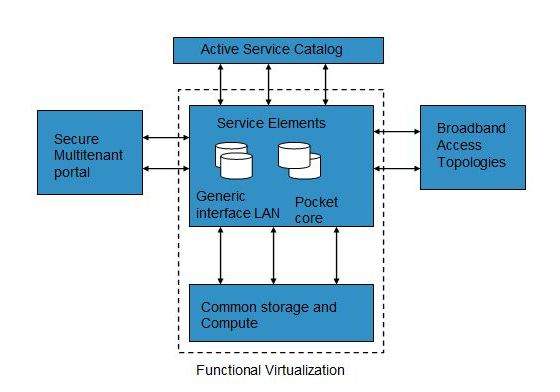 Active Service Catalog
Service Elements
Secure
Multitenant
portal
Broadband
Access
Topologies
Generic
interface LAN
Pocket
core
Common storage and
Compute
Functional Virtualization